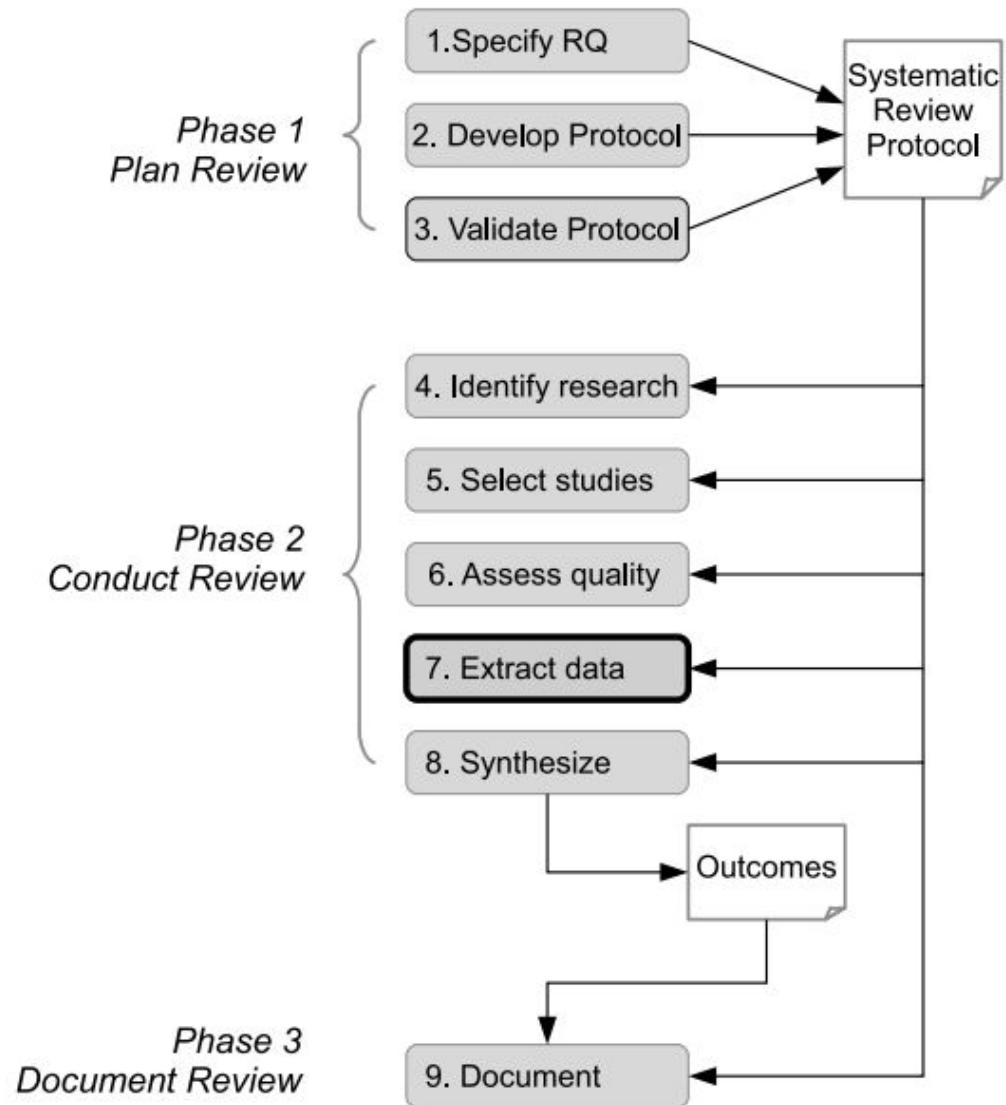 1.Specify RQ
Systematic
Review
Protocol
Phase 1
Plan Review
2. Develop Protocol
3. Validate Protocol
4. Identify research
5. Select studies
Phase 2
Conduct Review
6. Assess quality
7. Extract data
8. Synthesize
Outcomes
Phase 3
Document Review
9. Document